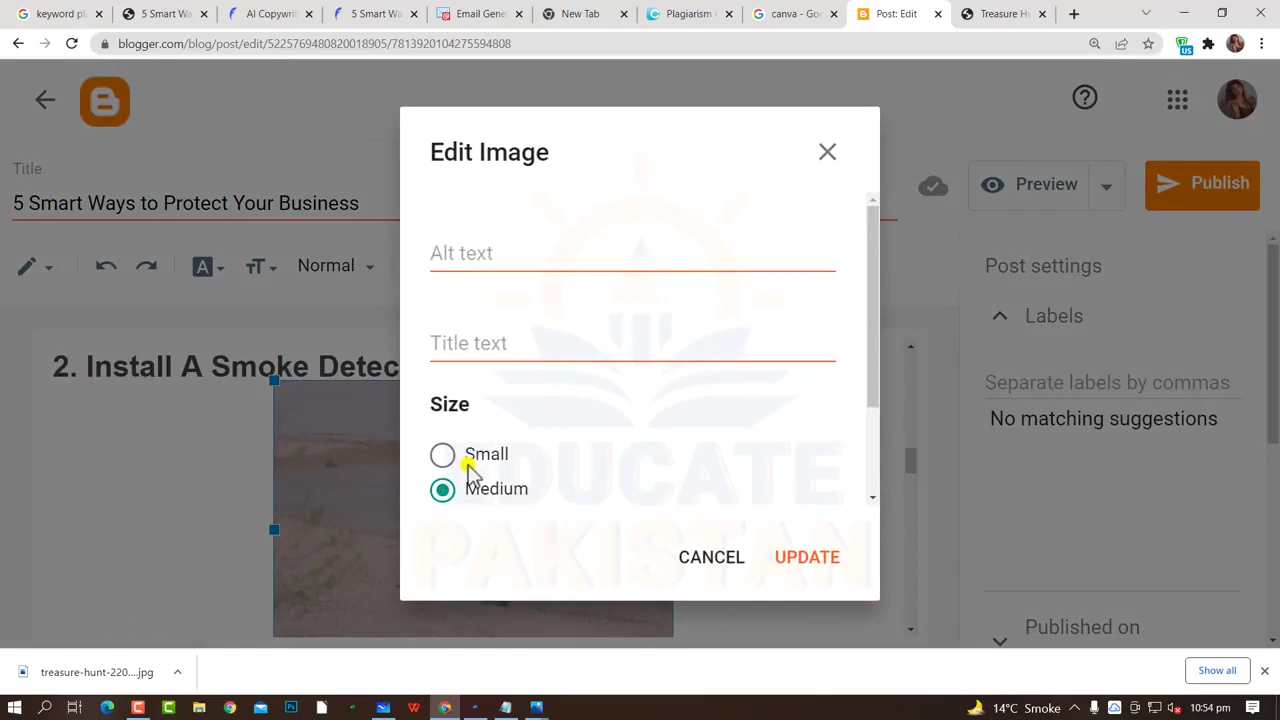 keyword pl
5 Smart Wa
AI Copywrit
5 Smart Wa
Email Gene
New Tab
Plagiarism
canva - Goo
Post: Edit
Treasure Hu
blogger.com/blog/post/edit/5225769480820018905/7813920104275594808
US
Title
5 Smart Ways to Protect Your Business
Preview
Publish
Normal
Post settings
Labels
Separate labels by commas
No matching suggestions
Published on
2. Install A Smoke Detec
Edit Image
Alt text
Title text
Size
Small
Medium
CANCEL
UPDATE
EDUCATE
PAKISTAN
treasure-hunt-220....jpg
Show all
14°C Smoke
10:54 pm